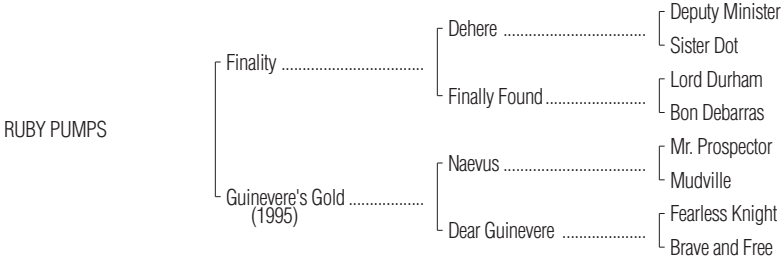 Deputy Minister
Dehere ................................
Sister Dot
Finality ................................
Lord Durham
Finally Found.......................
Bon Debarras
RUBY PUMPS
Mr. Prospector
Naevus ................................
Mudville
Guinevere's Gold .................
(1995)
Fearless Knight
Dear Guinevere ...................
Brave and Free